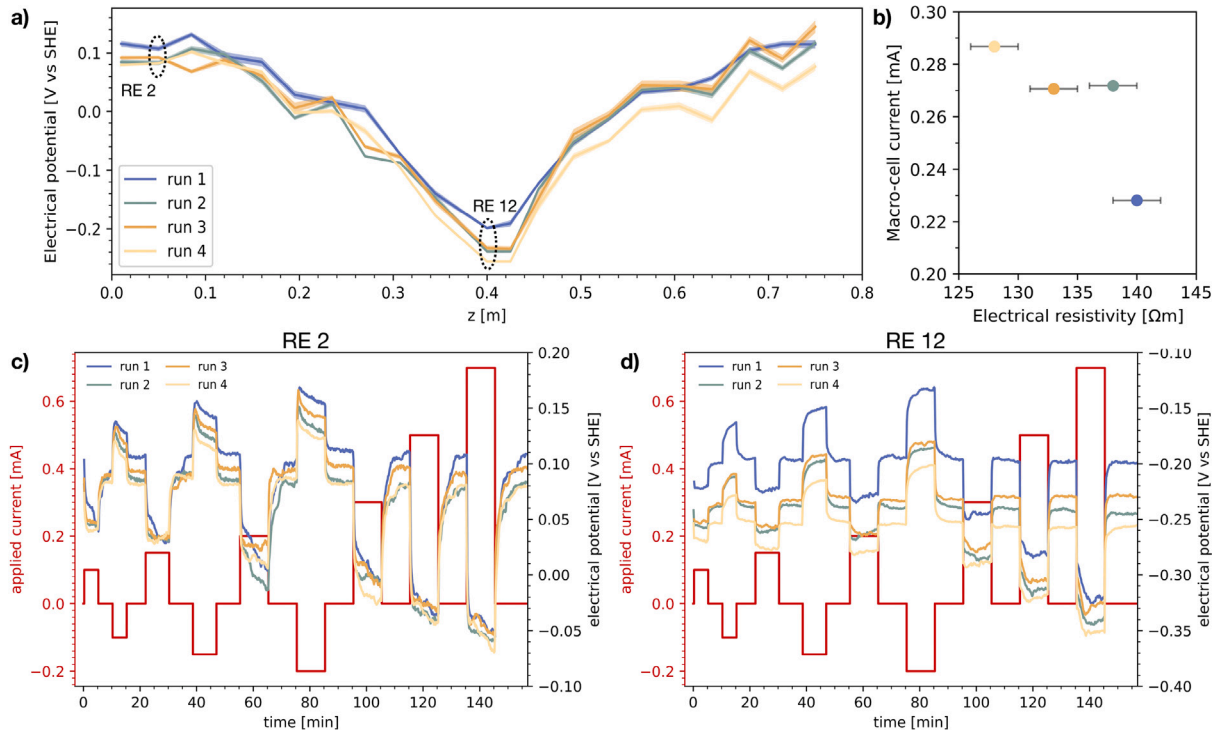 a)
Electrical potential [V vs SHE]
0.1
0.0
−0.1
−0.2
RE 2
RE 12
run 1
run 2
run 3
run 4
0.0 0.1 0.2 0.3 0.4 0.5 0.6 0.7 0.8
z [m]
b)
Macro-cell current [mA]
0.30
0.28
0.26
0.24
0.22
0.20
125 130 135 140 145
Electrical resistivity [Ωm]
c)
RE 2
run 1 run 3
run 2 run 4
applied current [mA]
0.6
0.4
0.2
0.0
−0.2
0.20
0.15
0.10
0.05
0.00
−0.05
−0.10
electrical potential [V vs SHE]
0 20 40 60 80 100 120 140
time [min]
d)
RE 12
run 1 run 3
run 2 run 4
applied current [mA]
0.6
0.4
0.2
0.0
−0.2
−0.10
−0.15
−0.20
−0.25
−0.30
−0.35
−0.40
electrical potential [V vs SHE]
0 20 40 60 80 100 120 140
time [min]